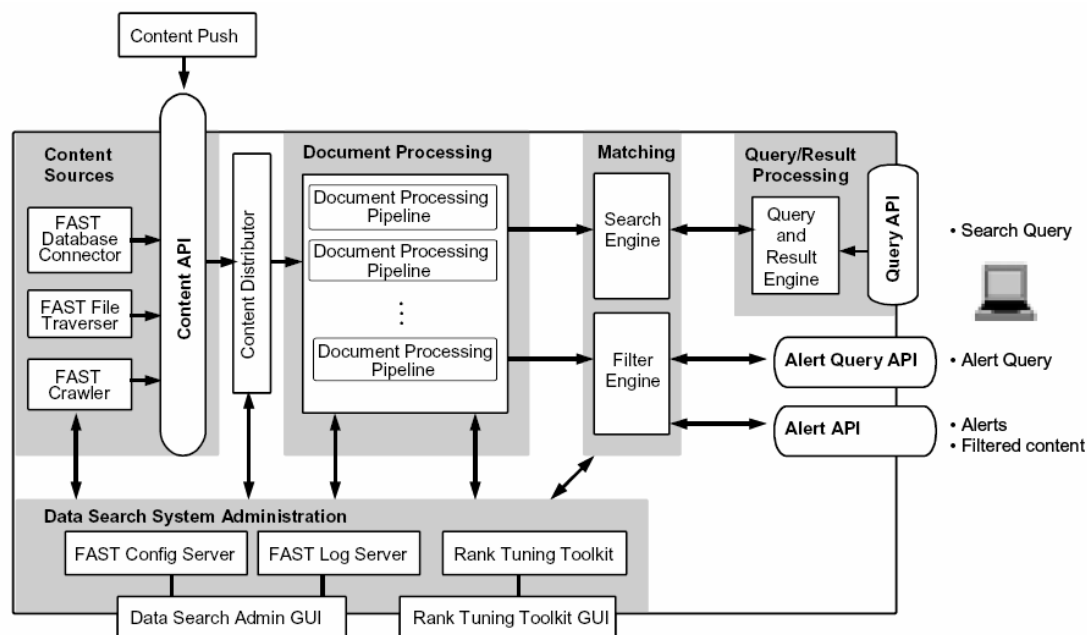 Content Push
Content
Sources
FAST
Database
Connector
FAST File
Traverser
FAST
Crawler
Content API
Content Distributor
Document Processing
Document Processing
Pipeline
Document Processing
Pipeline
Document Processing
Pipeline
Matching
Search
Engine
Filter
Engine
Query/Result
Processing
Query
and
Result
Engine
Query API
• Search Query
Alert Query API
• Alert Query
Alert API
• Alerts
• Filtered content
Data Search System Administration
FAST Config Server
FAST Log Server
Rank Tuning Toolkit
Data Search Admin GUI
Rank Tuning Toolkit GUI